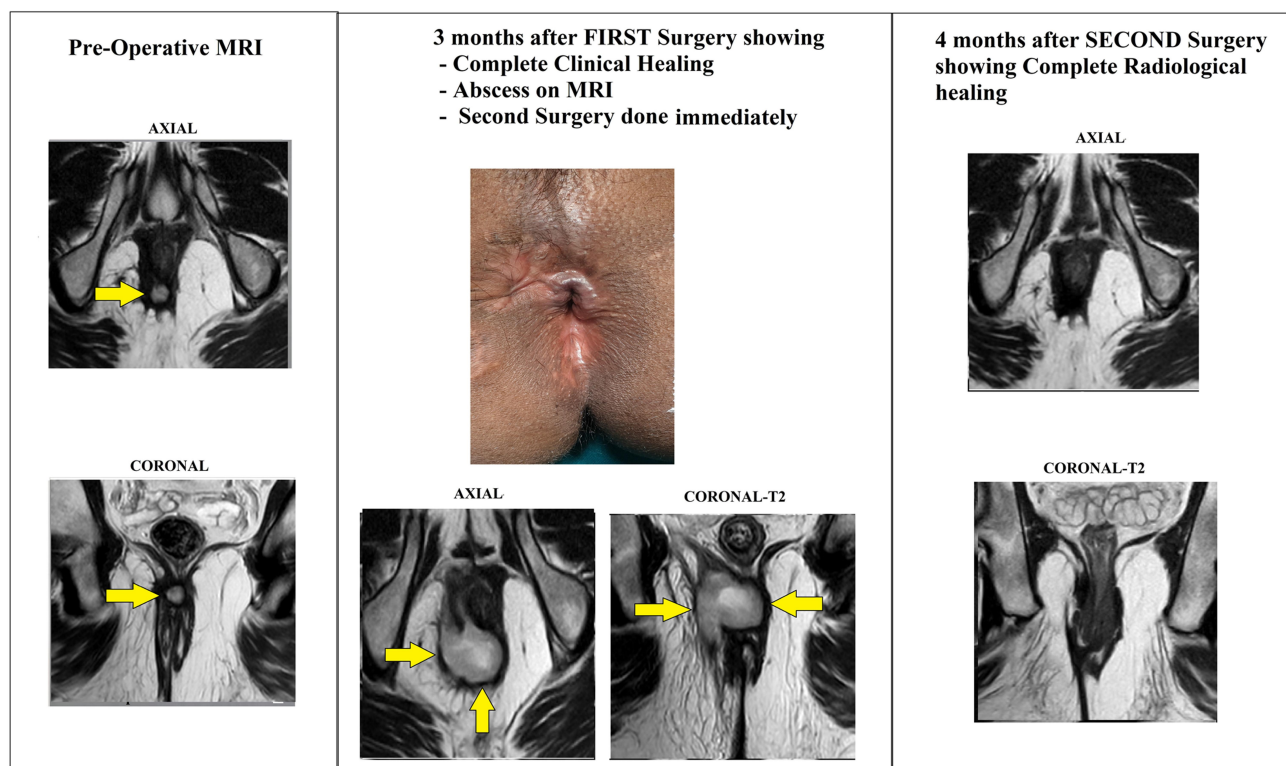 Pre-Operative MRI
AXIAL
CORONAL
3 months after FIRST Surgery showing
- Complete Clinical Healing
- Abscess on MRI
- Second Surgery done immediately
AXIAL
CORONAL-T2
4 months after SECOND Surgery
showing Complete Radiological
healing
AXIAL
CORONAL-T2